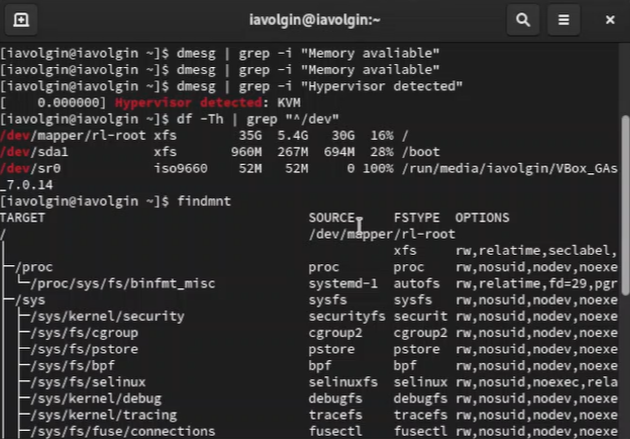 iavolgin@iavolgin:~
[iavolgin@iavolgin ~]$ dmesg | grep -i "Memory avaliable"
[iavolgin@iavolgin ~]$ dmesg | grep -i "Memory available"
[iavolgin@iavolgin ~]$ dmesg | grep -i "Hypervisor detected"
[    0.000000] Hypervisor detected: KVM
[iavolgin@iavolgin ~]$ df -Th | grep "^/dev"
/dev/mapper/rl-root xfs      35G  5.4G   30G  16% /
/dev/sda1           xfs     960M  267M  694M  28% /boot
/dev/sr0            iso9660  52M   52M     0 100% /run/media/iavolgin/VBox_GAs
_7.0.14
[iavolgin@iavolgin ~]$ findmnt
TARGET                         SOURCE    FSTYPE  OPTIONS
/                              /dev/mapper/rl-root
                                         xfs     rw,relatime,seclabel,
├─/proc                        proc      proc    rw,nosuid,nodev,noexe
│ └─/proc/sys/fs/binfmt_misc   systemd-1 autofs  rw,relatime,fd=29,pgr
├─/sys                         sysfs     sysfs   rw,nosuid,nodev,noexe
│ ├─/sys/kernel/security       securityfs securit rw,nosuid,nodev,noexe
│ ├─/sys/fs/cgroup             cgroup2   cgroup2 rw,nosuid,nodev,noexe
│ ├─/sys/fs/pstore             pstore    pstore  rw,nosuid,nodev,noexe
│ ├─/sys/fs/bpf                bpf       bpf     rw,nosuid,nodev,noexe
│ ├─/sys/fs/selinux            selinuxfs selinux rw,nosuid,noexec,rela
│ ├─/sys/kernel/debug          debugfs   debugfs rw,nosuid,nodev,noexe
│ ├─/sys/kernel/tracing        tracefs   tracefs rw,nosuid,nodev,noexe
│ ├─/sys/fs/fuse/connections   fusectl   fusectl rw,nosuid,nodev,noexe